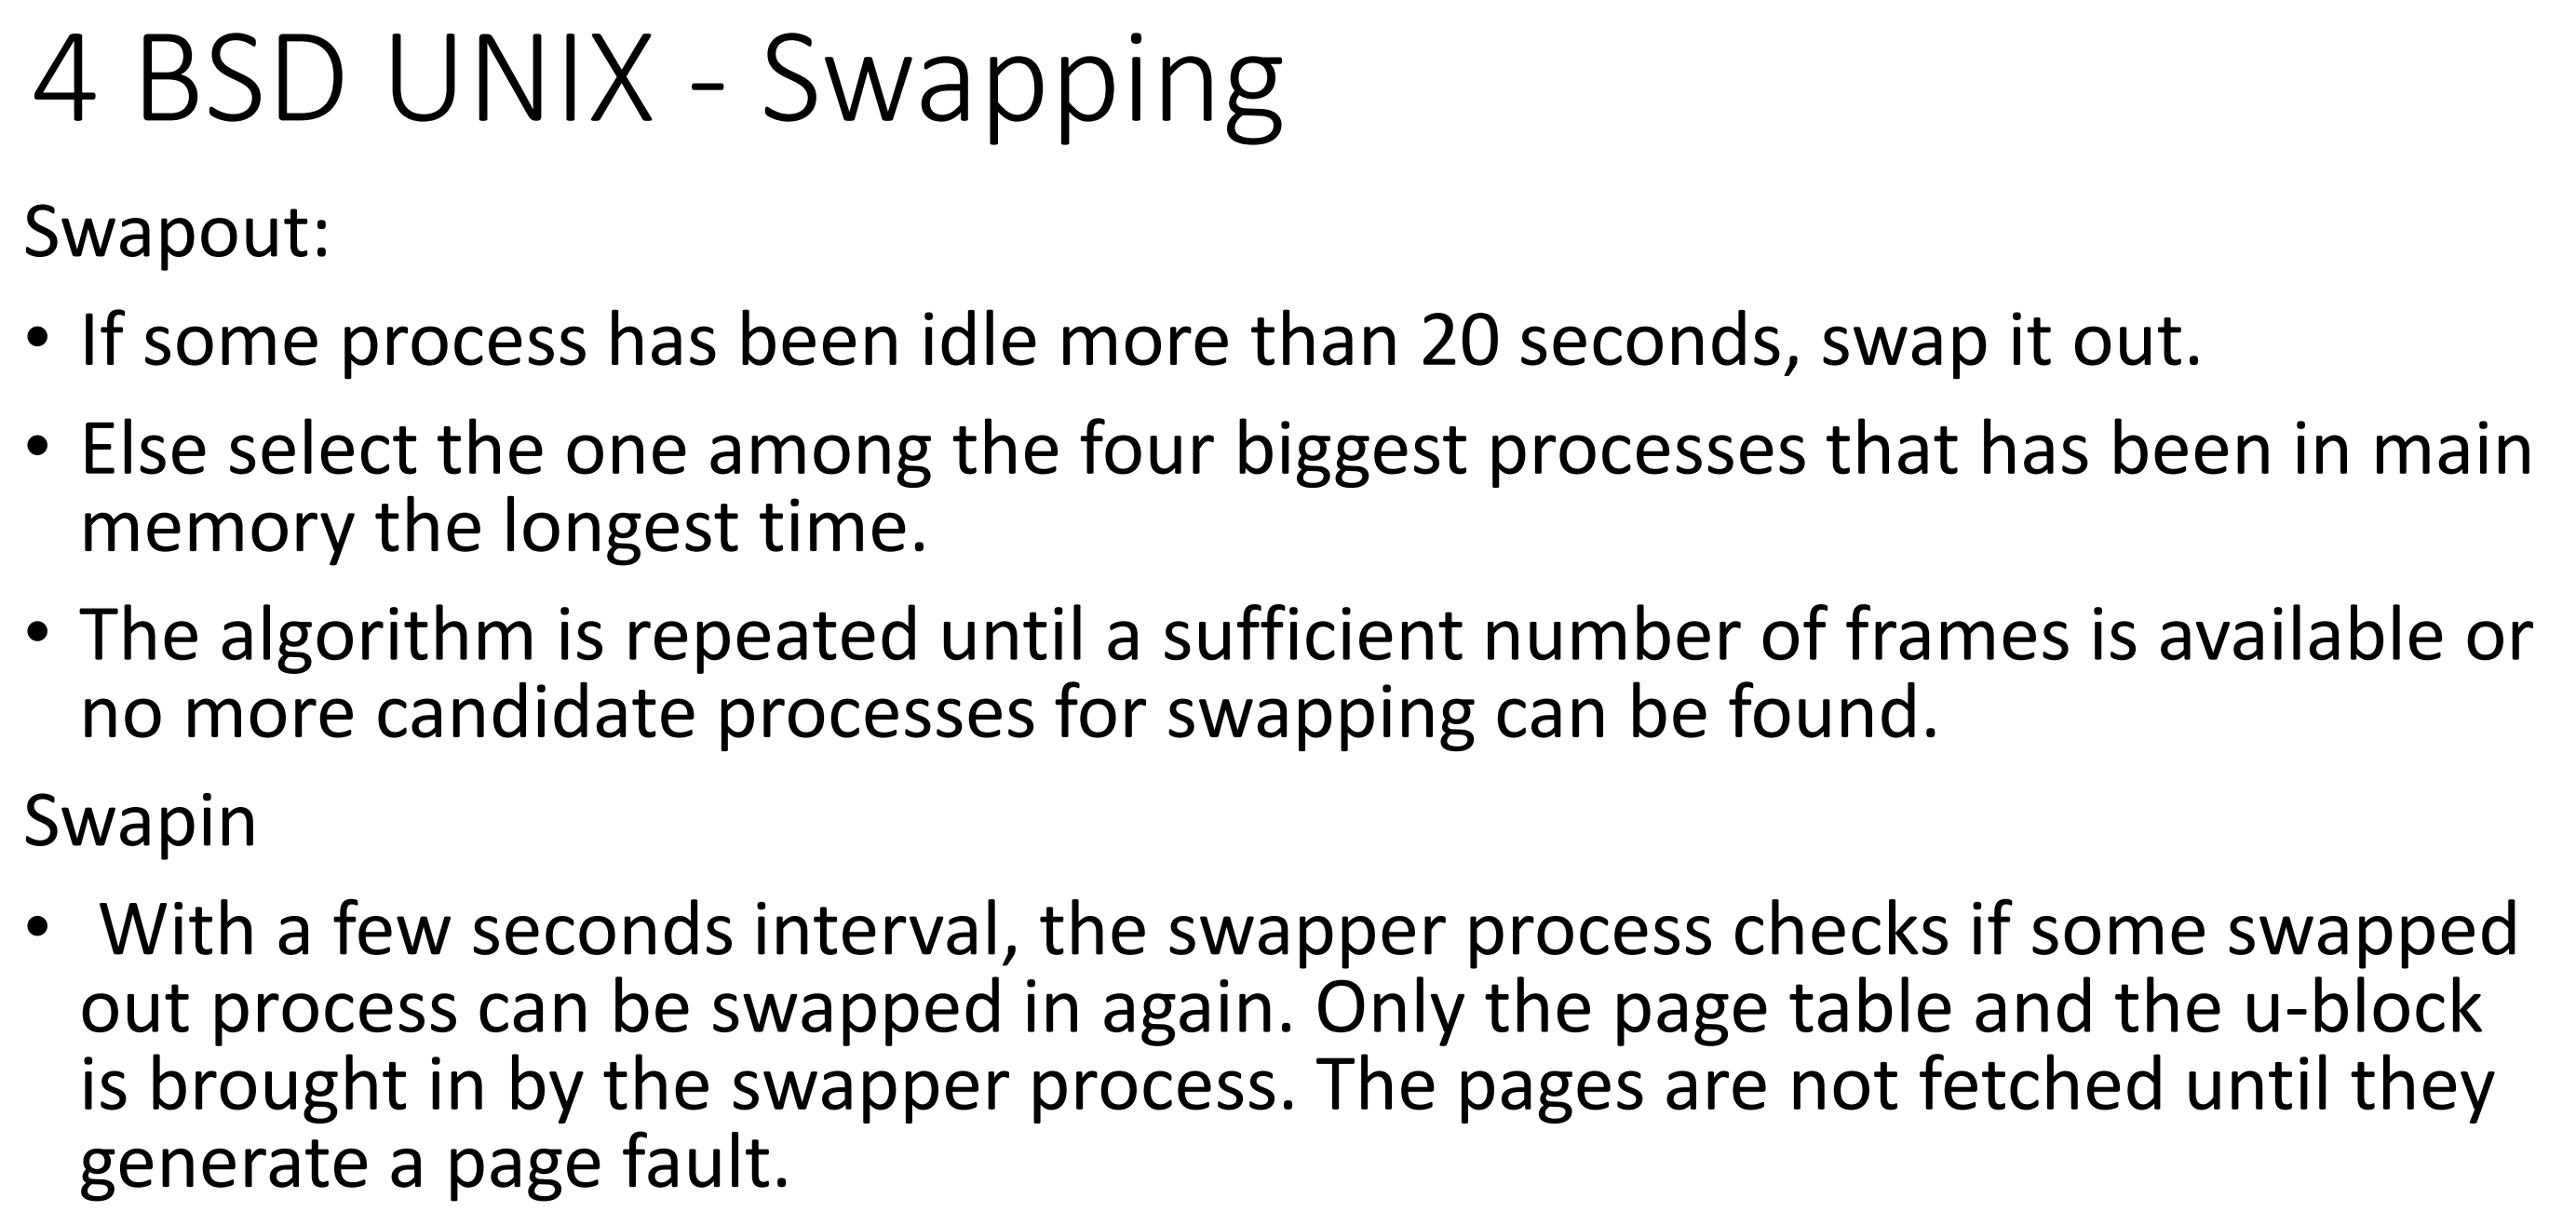 4 BSD UNIX - Swapping
Swapout:
• If some process has been idle more than 20 seconds, swap it out.
• Else select the one among the four biggest processes that has been in main
memory the longest time.
• The algorithm is repeated until a sufficient number of frames is available or
no more candidate processes for swapping can be found.
Swapin
• With a few seconds interval, the swapper process checks if some swapped
out process can be swapped in again. Only the page table and the u-block
is brought in by the swapper process. The pages are not fetched until they
generate a page fault.